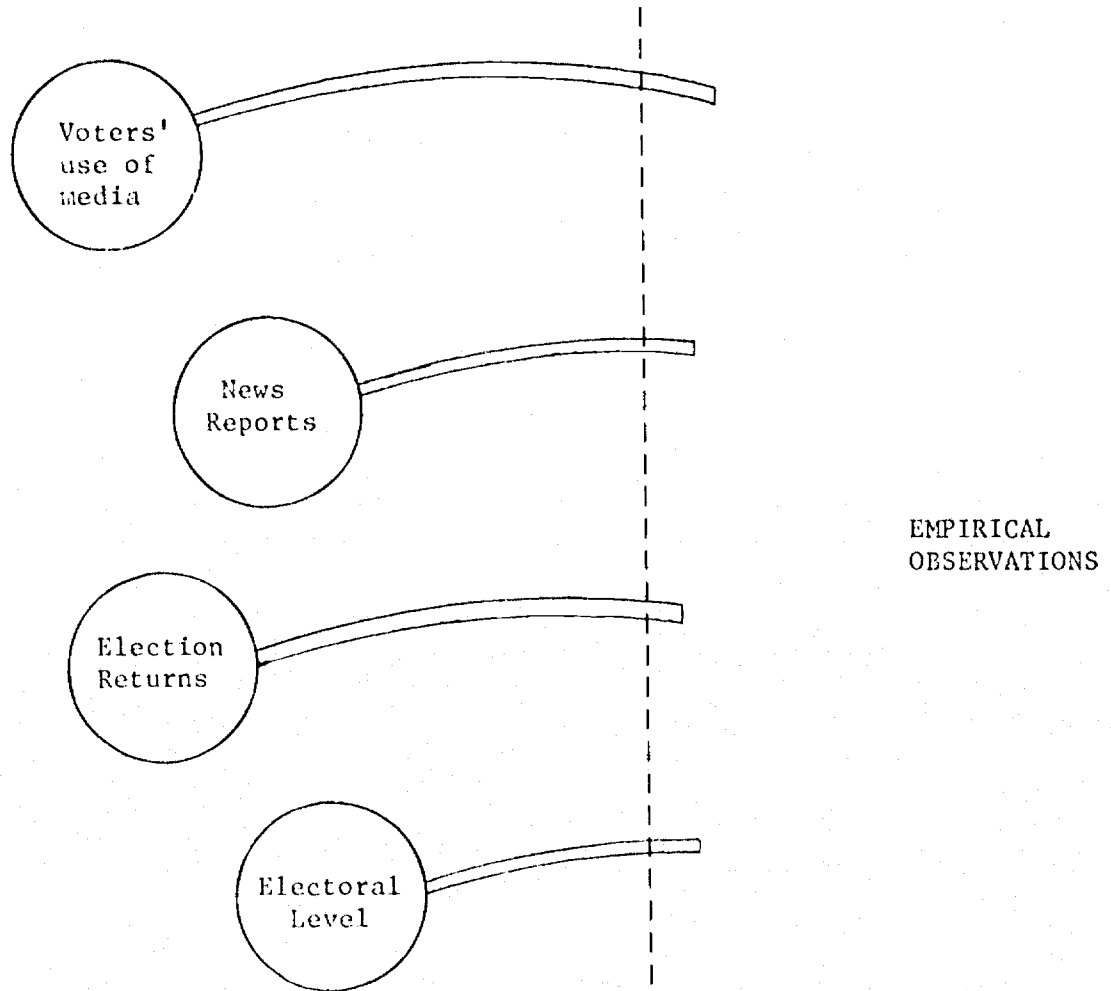 Voters'
use of
media
News
Reports
EMPIRICAL
OBSERVATIONS
Election
Returns
Electoral
Level